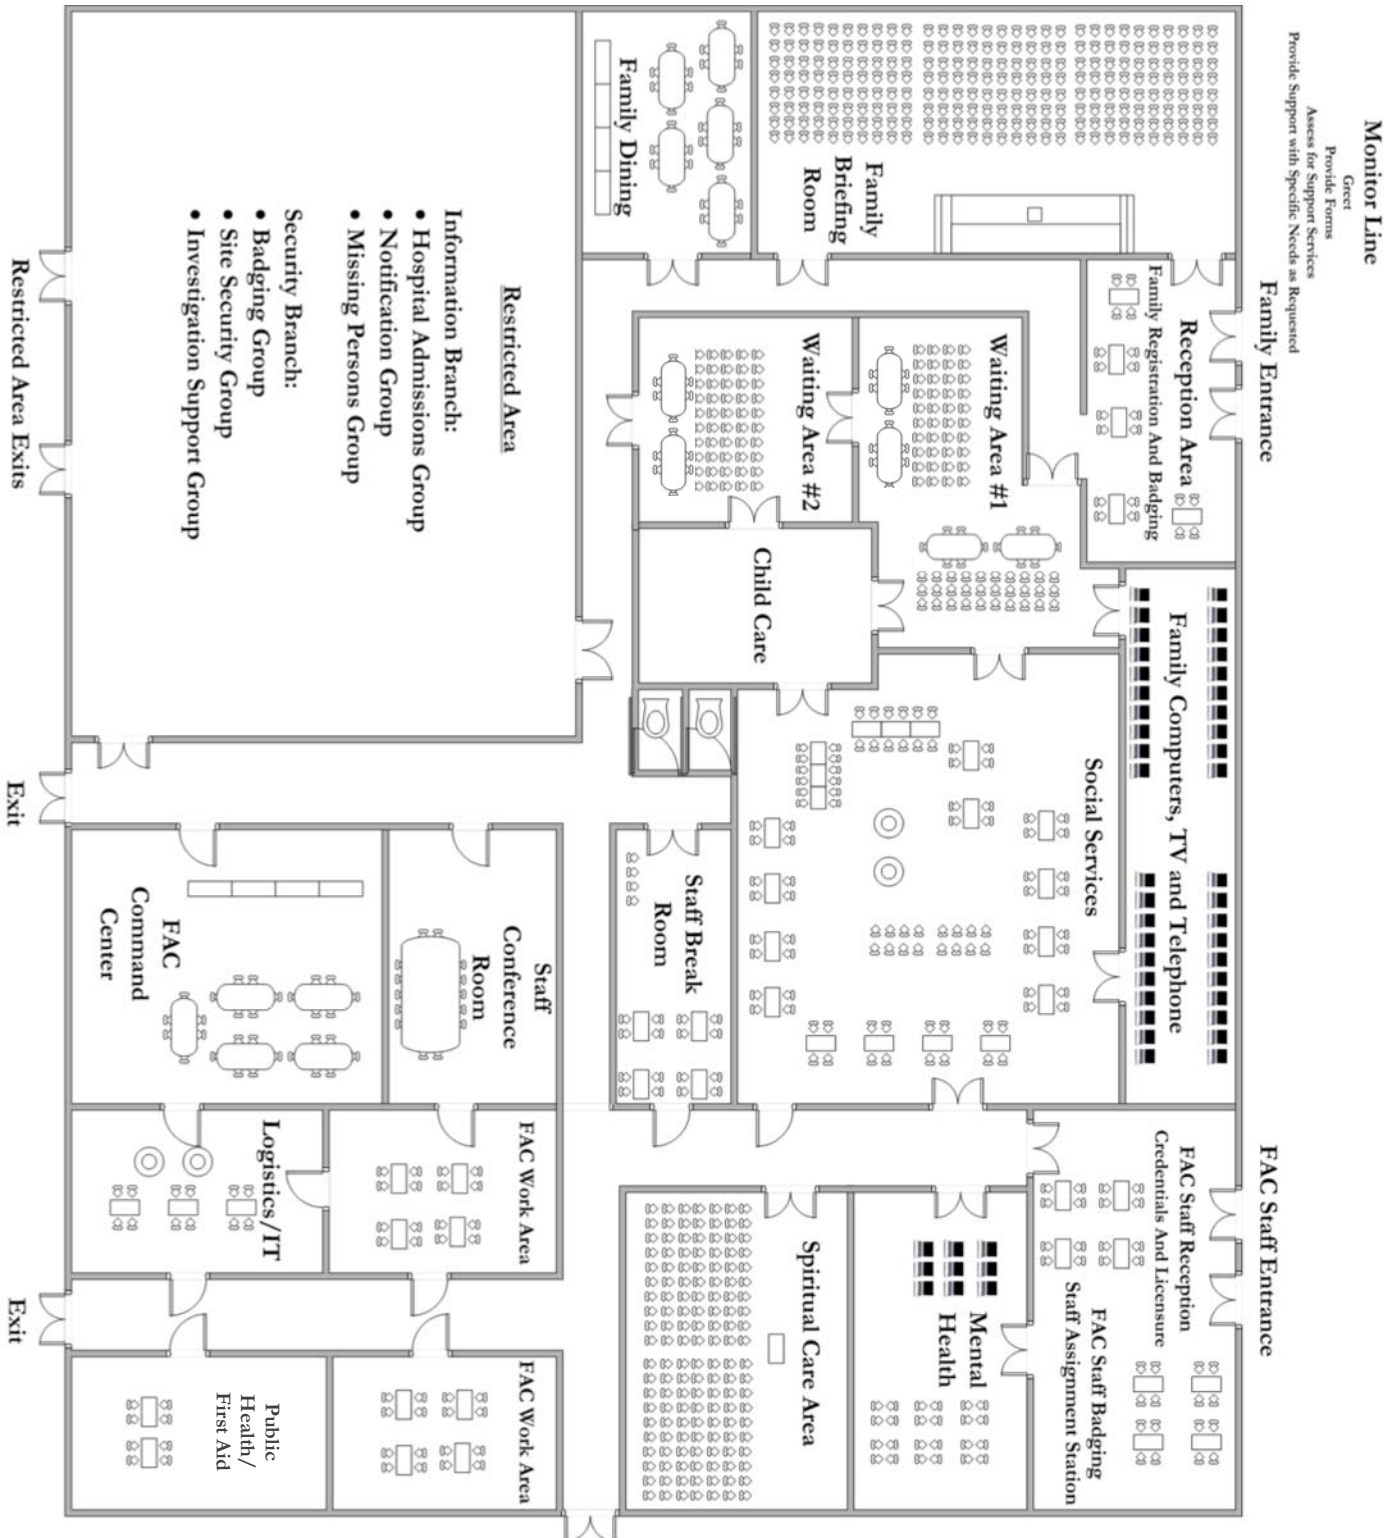 Monitor Line
Greet
Provide Forms
Assess for Support Services
Provide Support with Specific Needs as Requested
Family Entrance
FAC Staff Entrance
Family
Briefing
Room
Family Dining
Reception Area
Family Registration And Badging
Waiting Area #1
Waiting Area #2
Child Care
Family Computers, TV and Telephone
Social Services
FAC Staff Reception
Credentials And Licensure
FAC Staff Badging
Staff Assignment Station
Mental
Health
Spiritual Care Area
Staff Break
Room
Staff
Conference
Room
FAC
Command
Center
FAC Work Area
Logistics/IT
FAC Work Area
Public
Health/
First Aid
Restricted Area
Information Branch:
• Hospital Admissions Group
• Notification Group
• Missing Persons Group
Security Branch:
• Badging Group
• Site Security Group
• Investigation Support Group
Restricted Area Exits
Exit
Exit